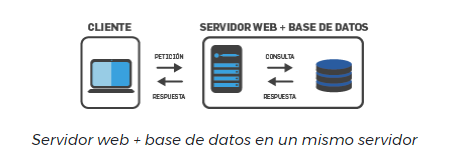 CLIENTE
SERVIDOR WEB + BASE DE DATOS
PETICIÓN
CONSULTA
RESPUESTA
RESPUESTA
Servidor web + base de datos en un mismo servidor